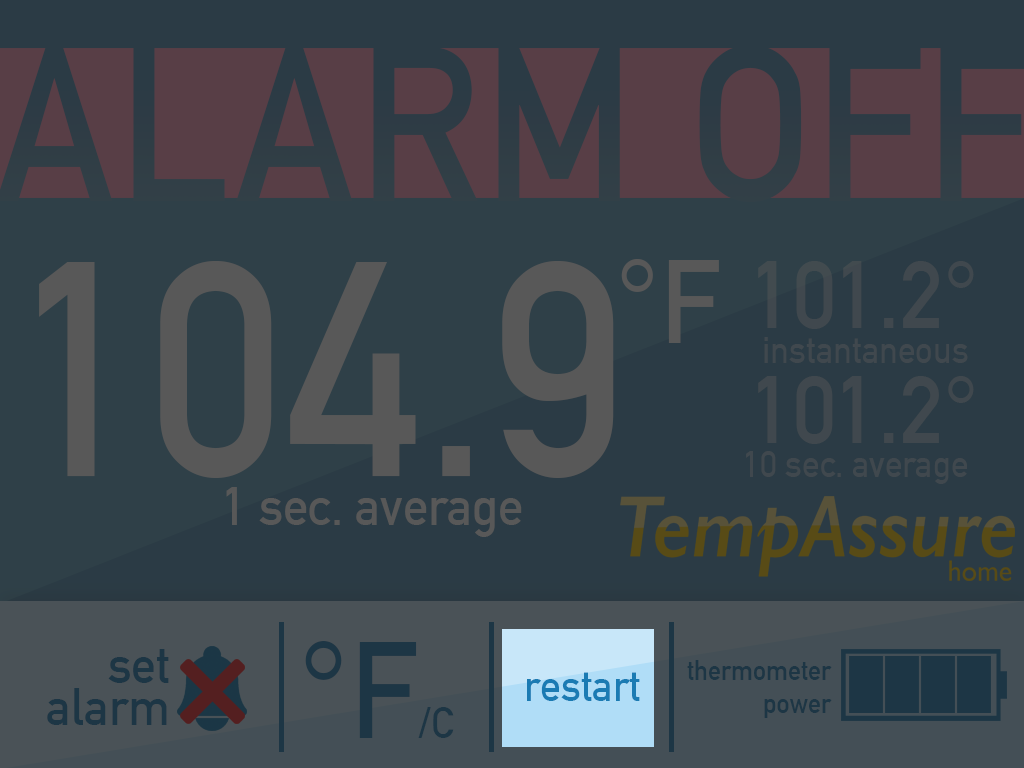 ALARM OFF
104.9°F
1 sec. average
101.2°
instantaneous
101.2°
10 sec. average
TempAssure
home
set
alarm
°F/C
restart
thermometer
power